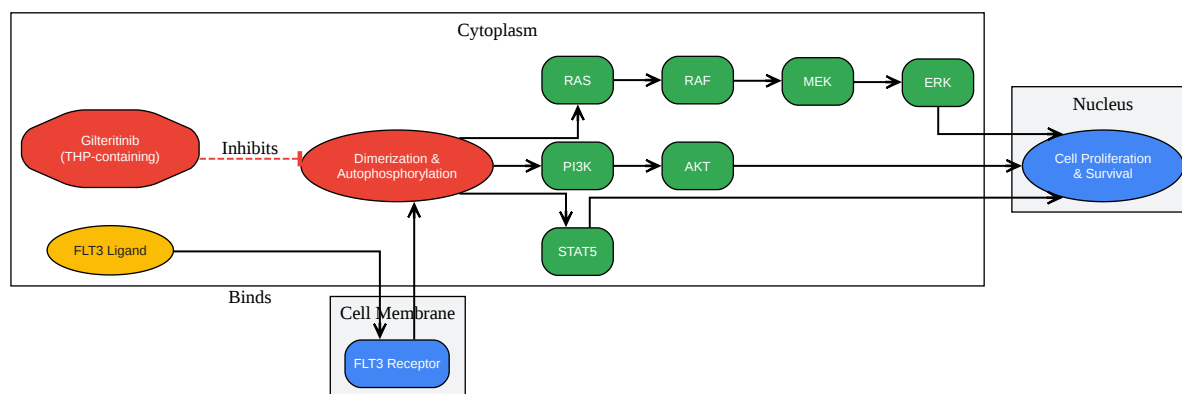 Cytoplasm
RAS
RAF
MEK
ERK
Nucleus
Gilteritinib
(THP-containing)
Inhibits
Dimerization &
Autophosphorylation
PI3K
AKT
Cell Proliferation
& Survival
FLT3 Ligand
STAT5
Binds
Cell Membrane
FLT3 Receptor